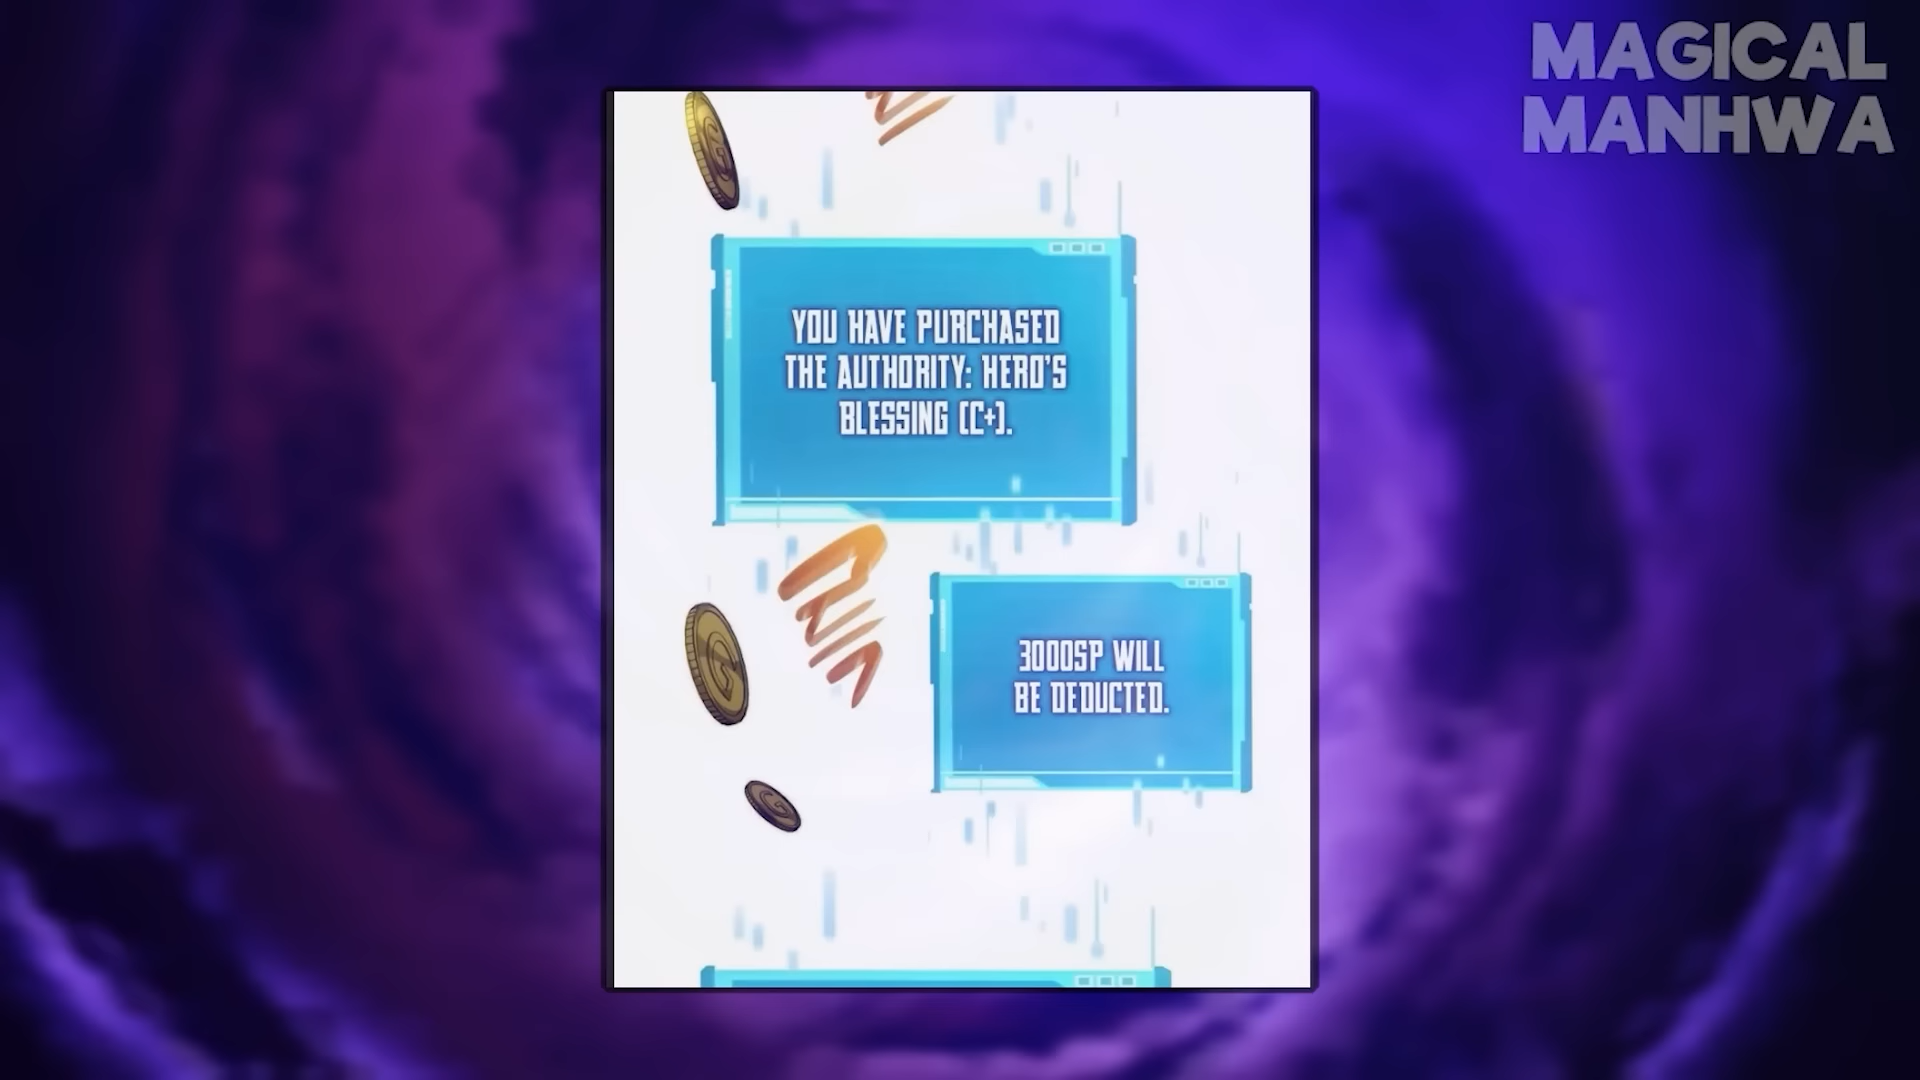 MAGICAL
MANHWA
YOU HAVE PURCHASED
THE AUTHORITY: HERO'S
BLESSING (C+).
3000SP WILL
BE DEDUCTED.